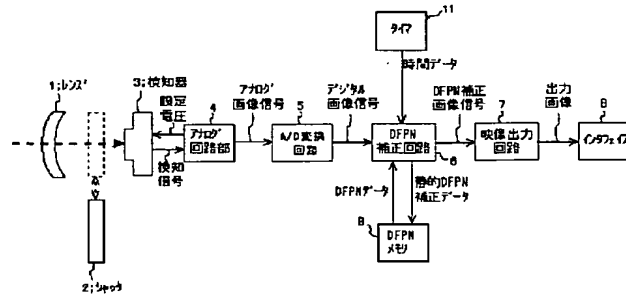 11
タイマ
時間データ
1;レンズ
3;検知器
設定
電圧
4
アナログ
回路部
検知
信号
アナログ
画像信号
5
A/D変換
回路
デジタル
画像信号
DFPN
補正回路
6
DFPN補正
画像信号
7
映像出力
回路
出力
画像
8
インタフェイス
DFPNデータ
静的DFPN
補正データ
DFPN
メモリ
2;シャッタ